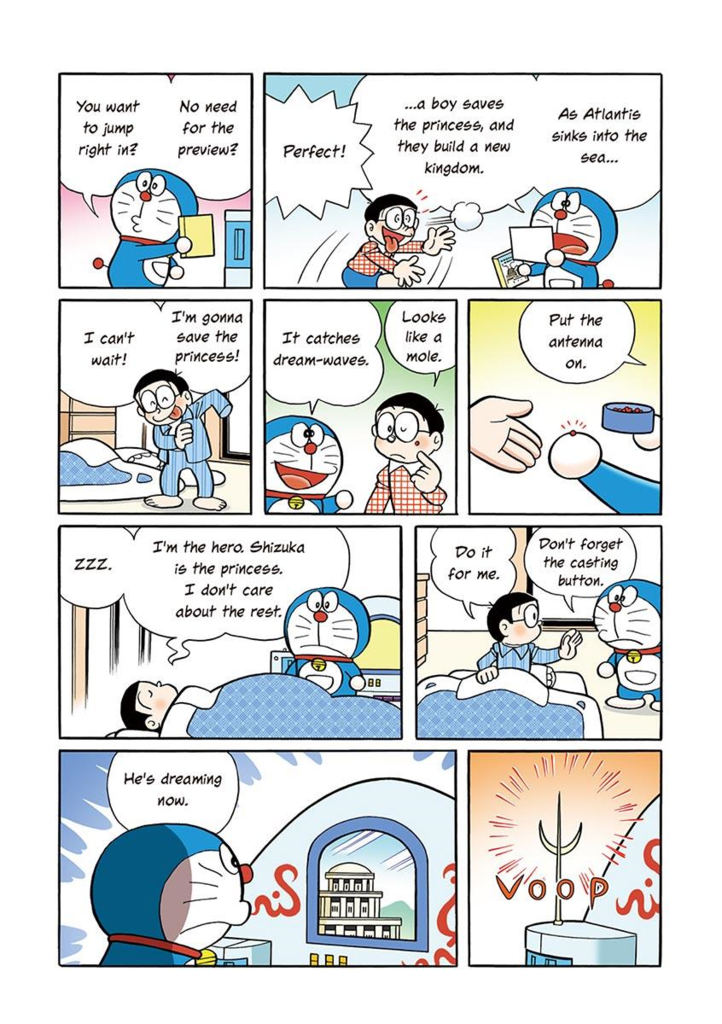 As Atlantis
sinks into the
sea...
...a boy saves
the princess, and
they build a new
kingdom.
Perfect!
No need
for the
preview?
You want
to jump
right in?
Put the
antenna
on.
Looks
like a
mole.
It catches
dream-waves.
I'm gonna
save the
princess!
I can't
wait!
Don't forget
the casting
button.
Do it
for me.
I'm the hero. Shizuka
is the princess.
I don't care
about the rest.
ZZZ.
VOOP
He's dreaming
now.